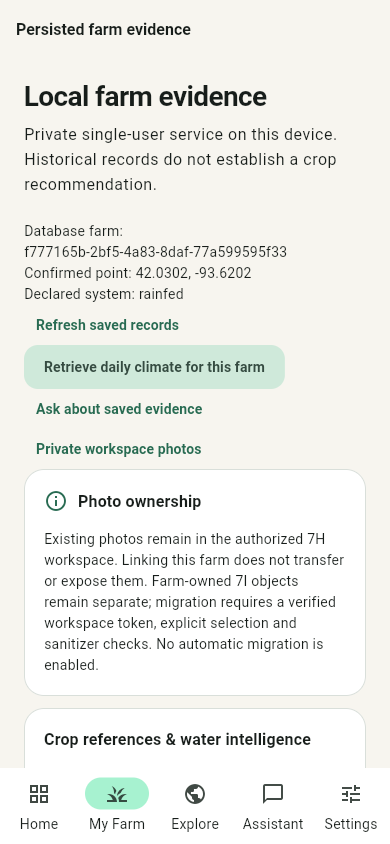 Persisted farm evidence
Local farm evidence
Private single-user service on this device.
Historical records do not establish a crop
recommendation.
Database farm:
f777165b-2bf5-4a83-8daf-77a599595f33
Confirmed point: 42.0302, -93.6202
Declared system: rainfed
Refresh saved records
Retrieve daily climate for this farm
Ask about saved evidence
Private workspace photos
Photo ownership
Existing photos remain in the authorized 7H
workspace. Linking this farm does not transfer
or expose them. Farm-owned 7I objects
remain separate; migration requires a verified
workspace token, explicit selection and
sanitizer checks. No automatic migration is
enabled.
Crop references & water intelligence
Home
My Farm
Explore
Assistant
Settings